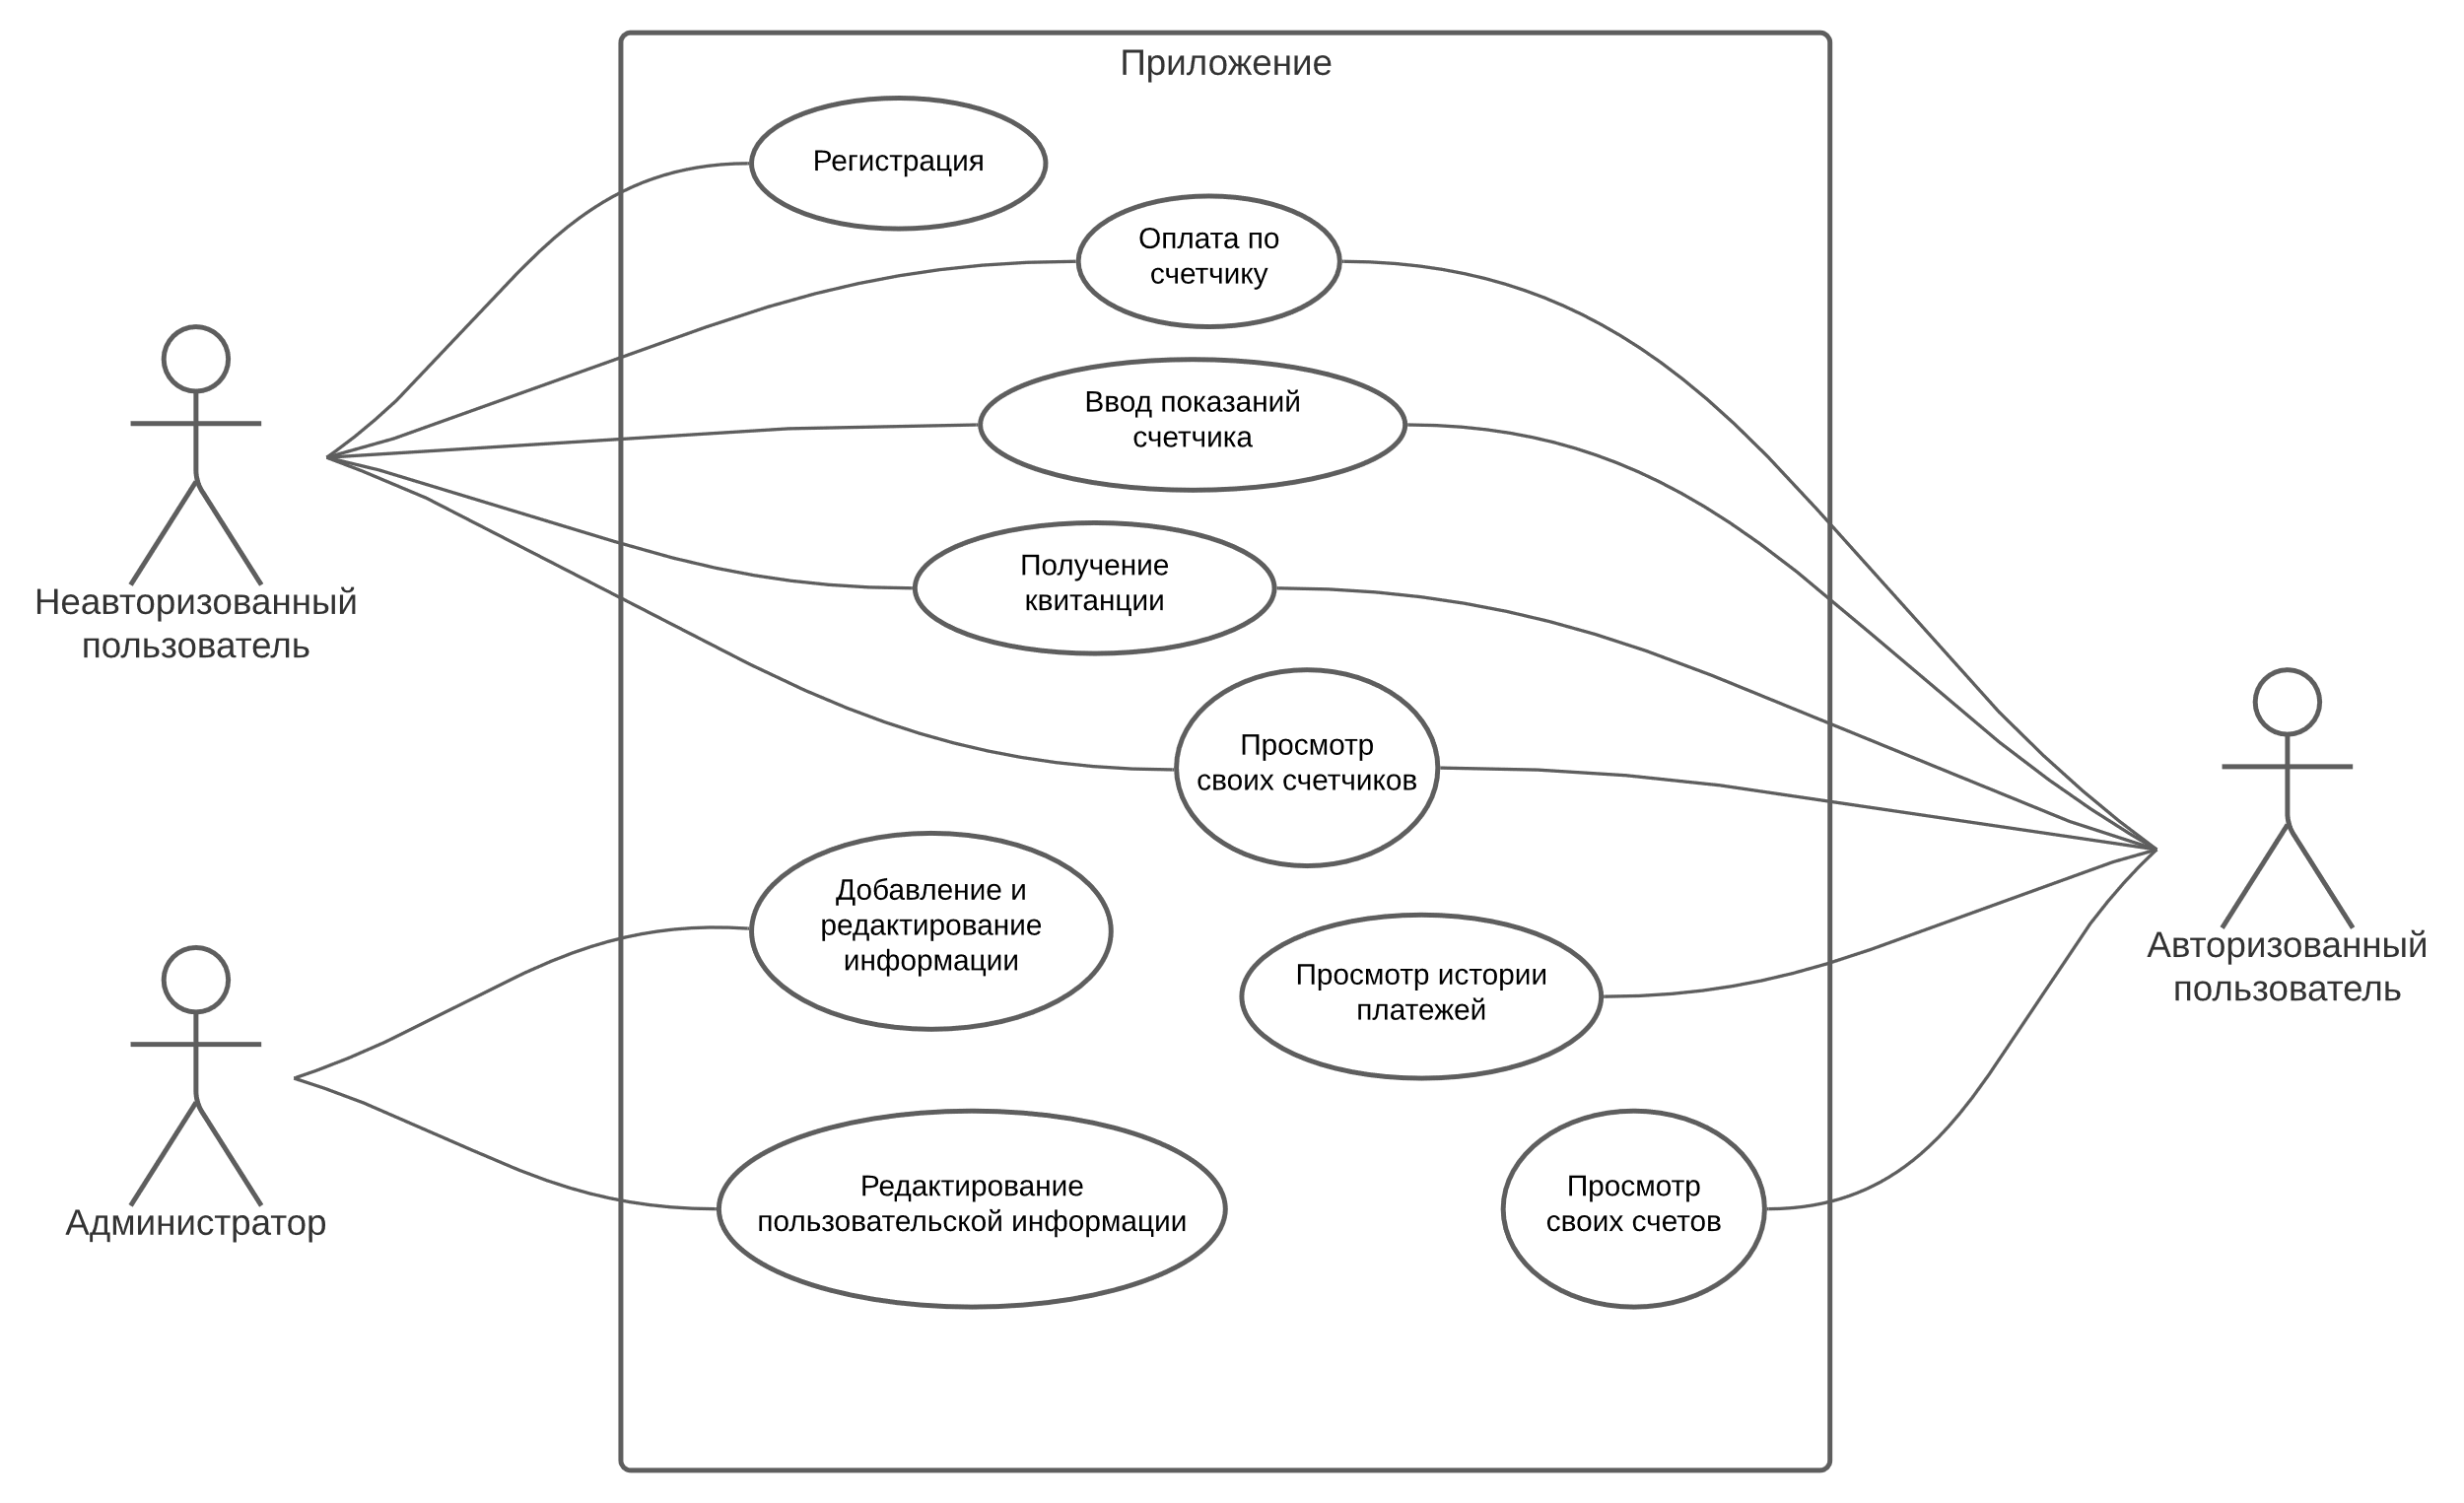 Приложение
Регистрация
Оплата по
счетчику
Ввод показаний
счетчика
Получение
квитанции
Неавторизованный
пользователь
Просмотр
своих счетчиков
Добавление и
редактирование
информации
Авторизованный
пользователь
Просмотр истории
платежей
Редактирование
пользовательской информации
Просмотр
своих счетов
Администратор